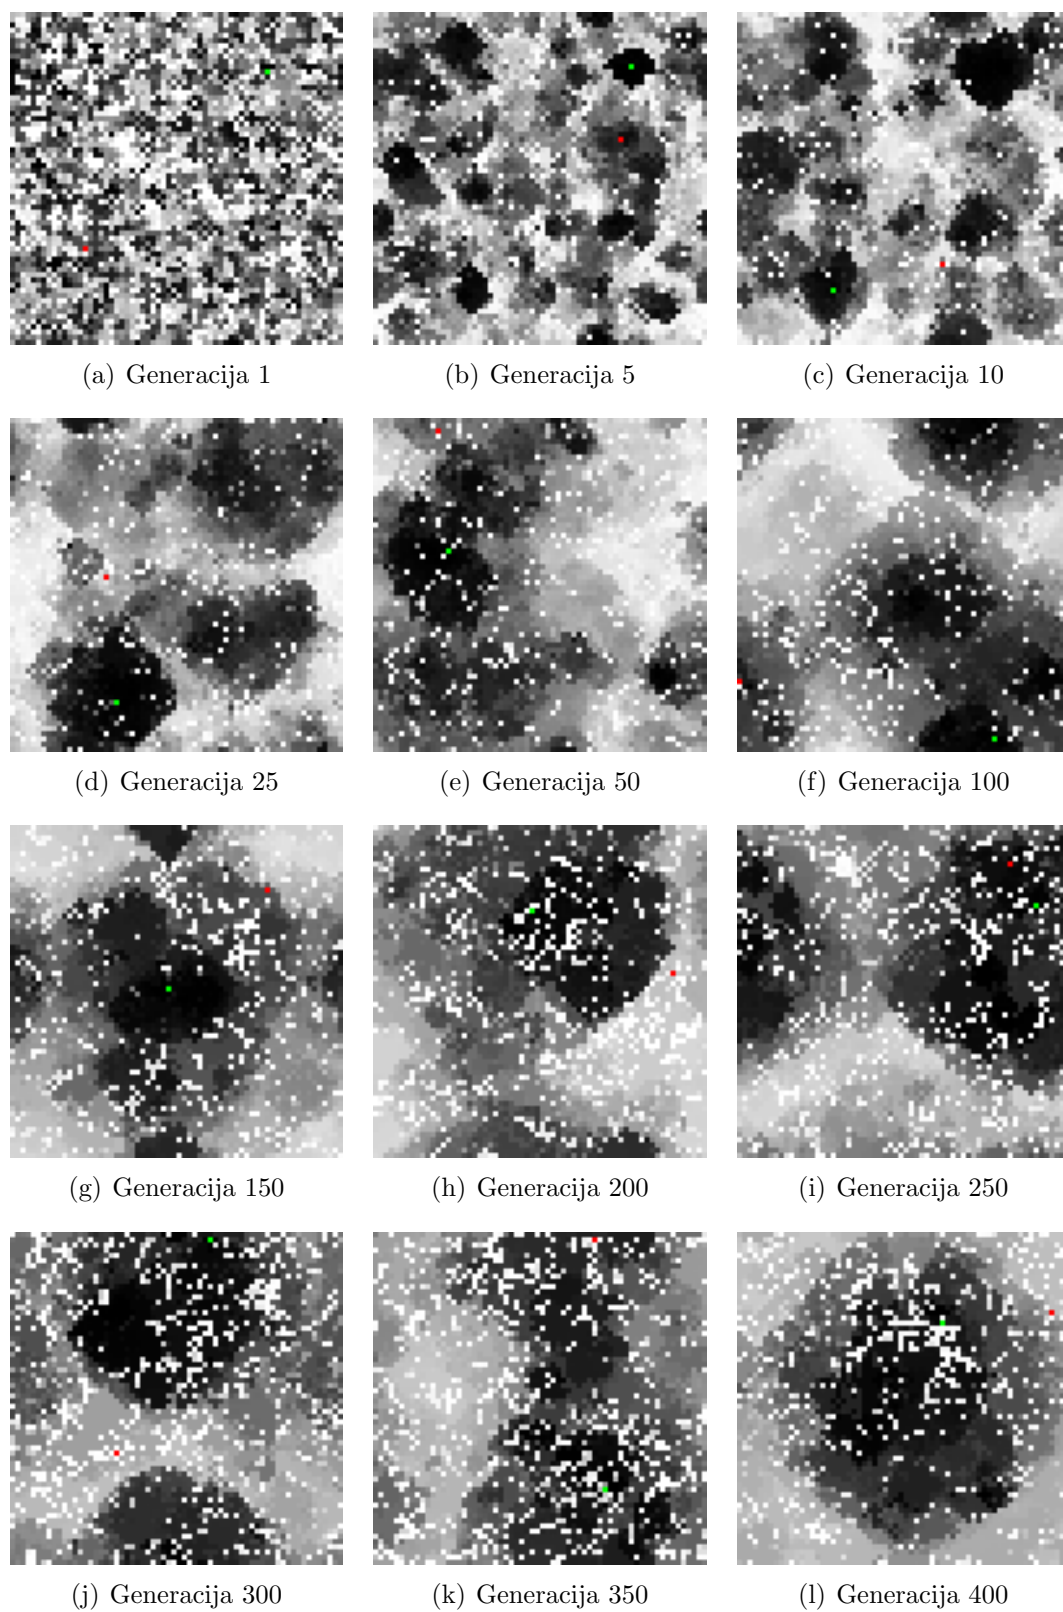 (a) Generacija 1
(b) Generacija 5
(c) Generacija 10
(d) Generacija 25
(e) Generacija 50
(f) Generacija 100
(g) Generacija 150
(h) Generacija 200
(i) Generacija 250
(j) Generacija 300
(k) Generacija 350
(l) Generacija 400